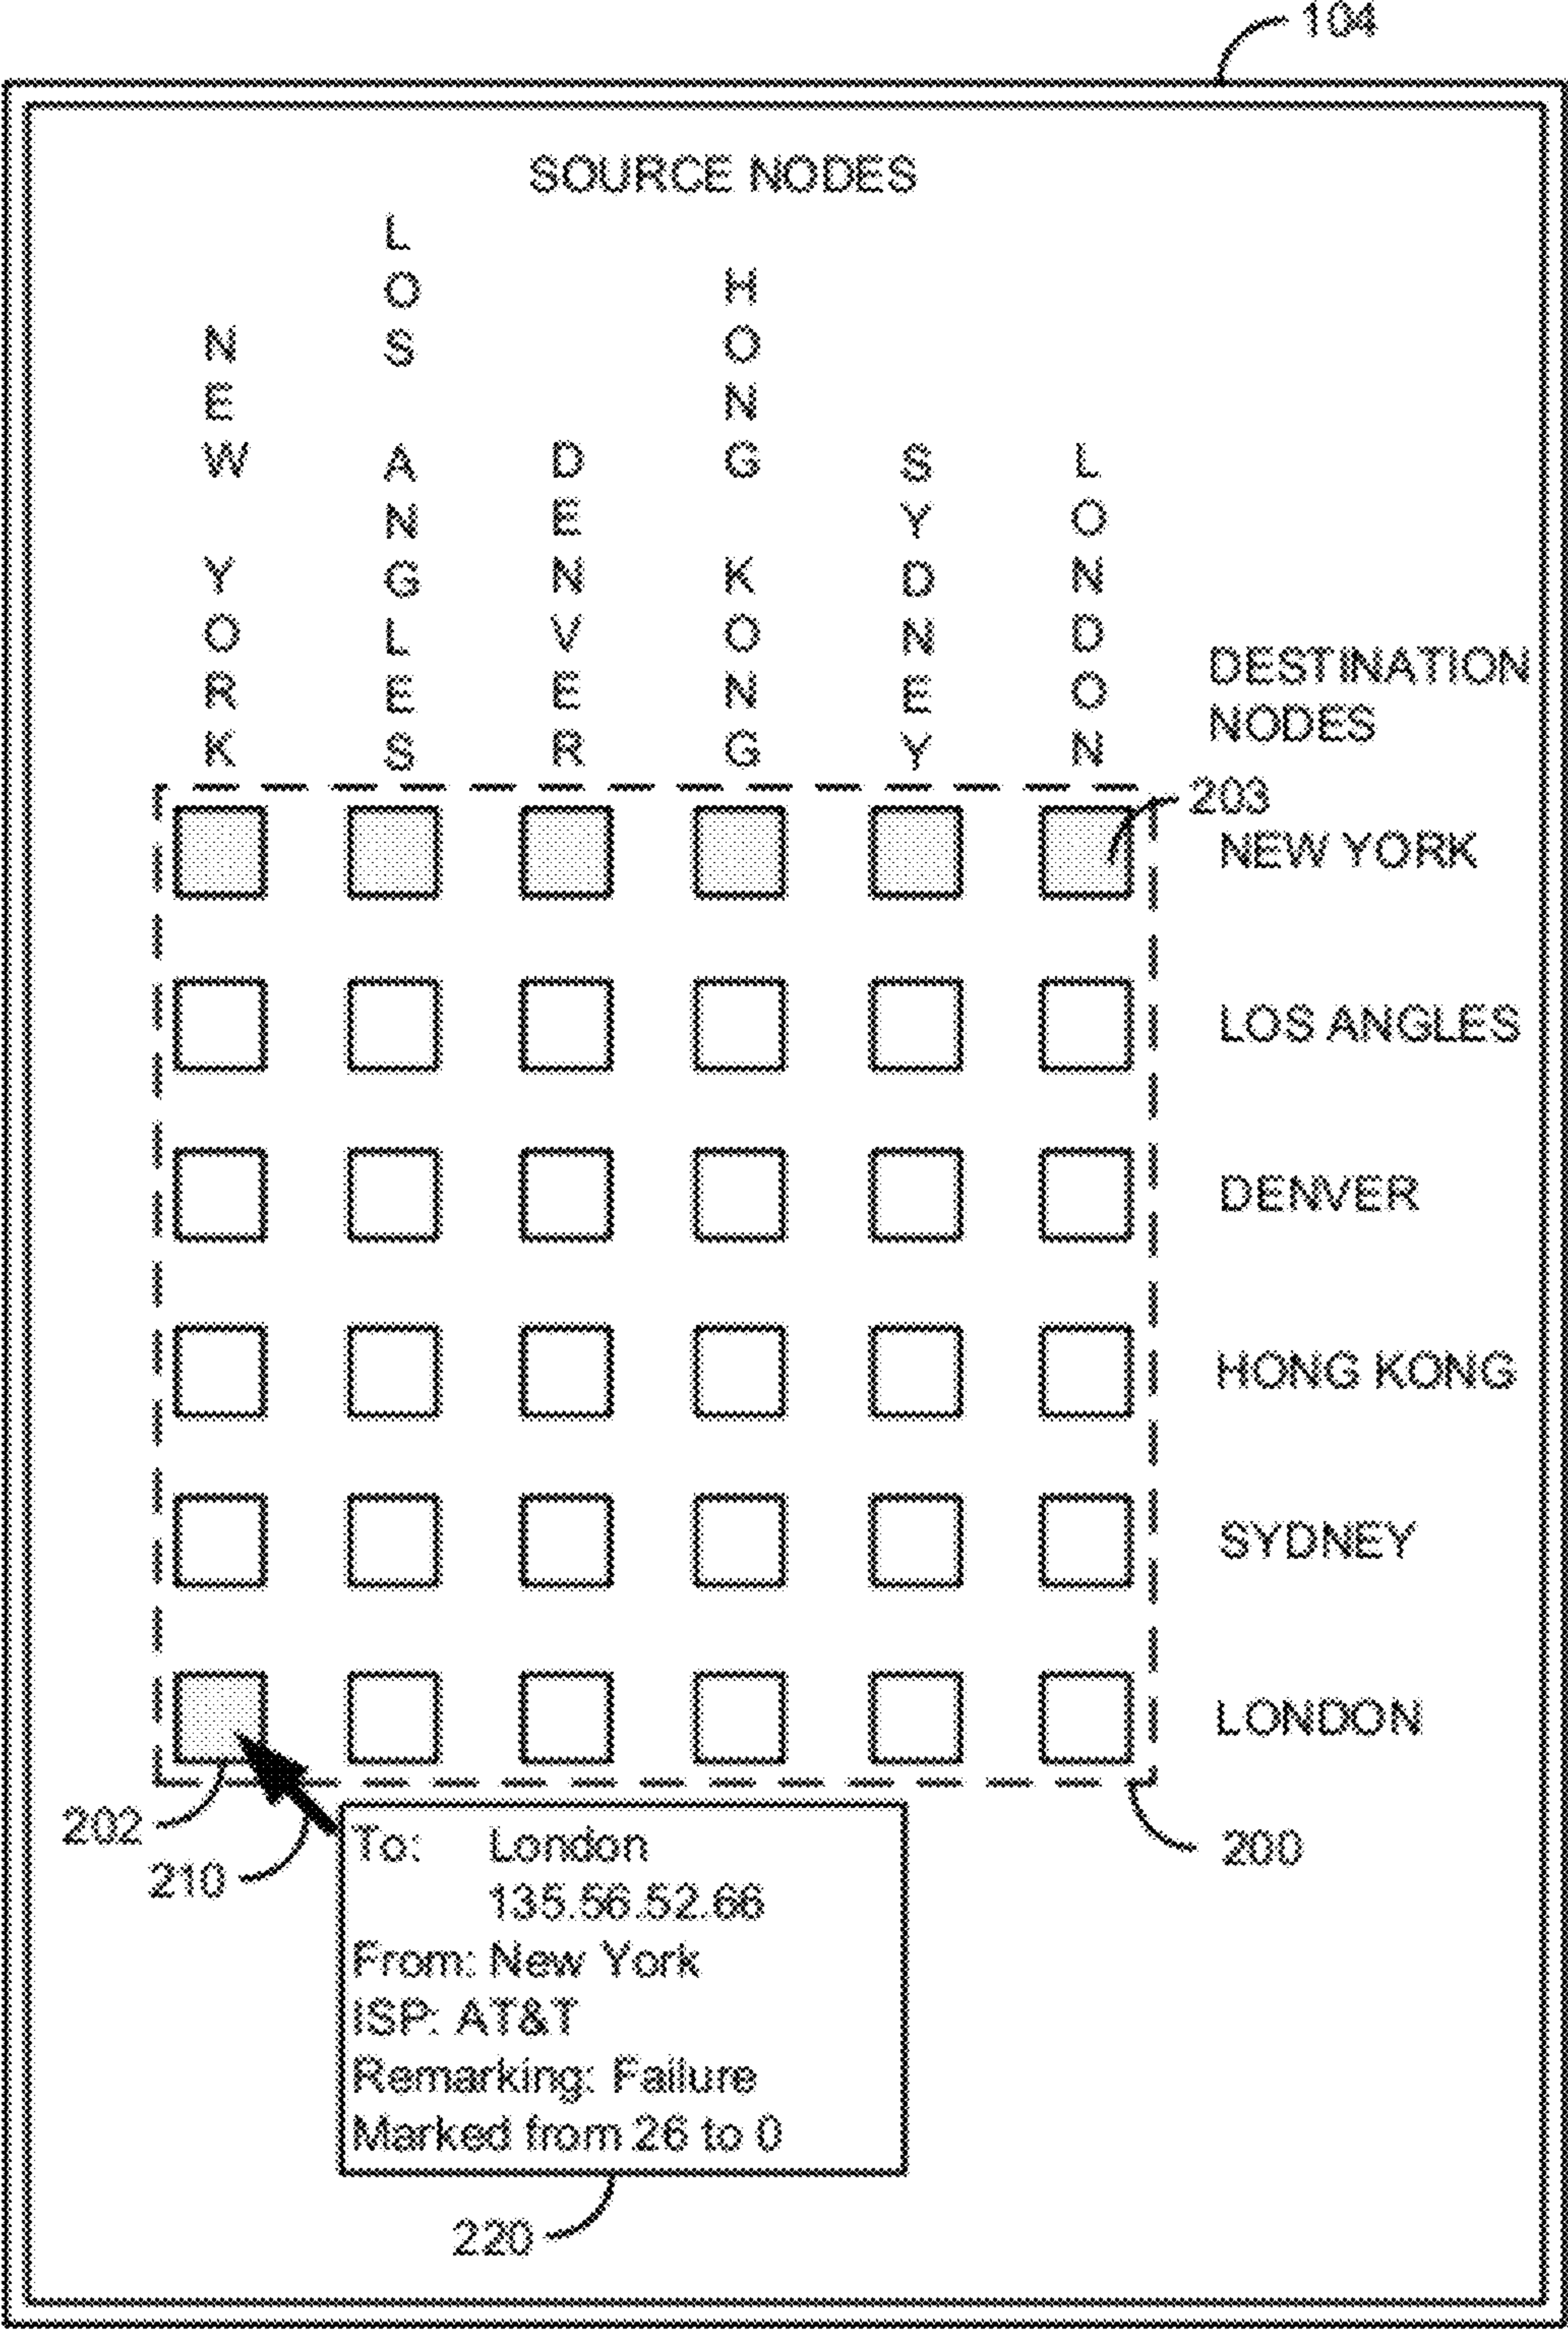 104
SOURCE NODES
NEW YORK
LOS ANGLES
DENVER
HONG KONG
SYDNEY
LONDON
DESTINATION
NODES
203
NEW YORK
LOS ANGLES
DENVER
HONG KONG
SYDNEY
LONDON
202
210
200
To: London
135.56.52.66
From: New York
ISP: AT&T
Remarking: Failure
Marked from 26 to 0
220